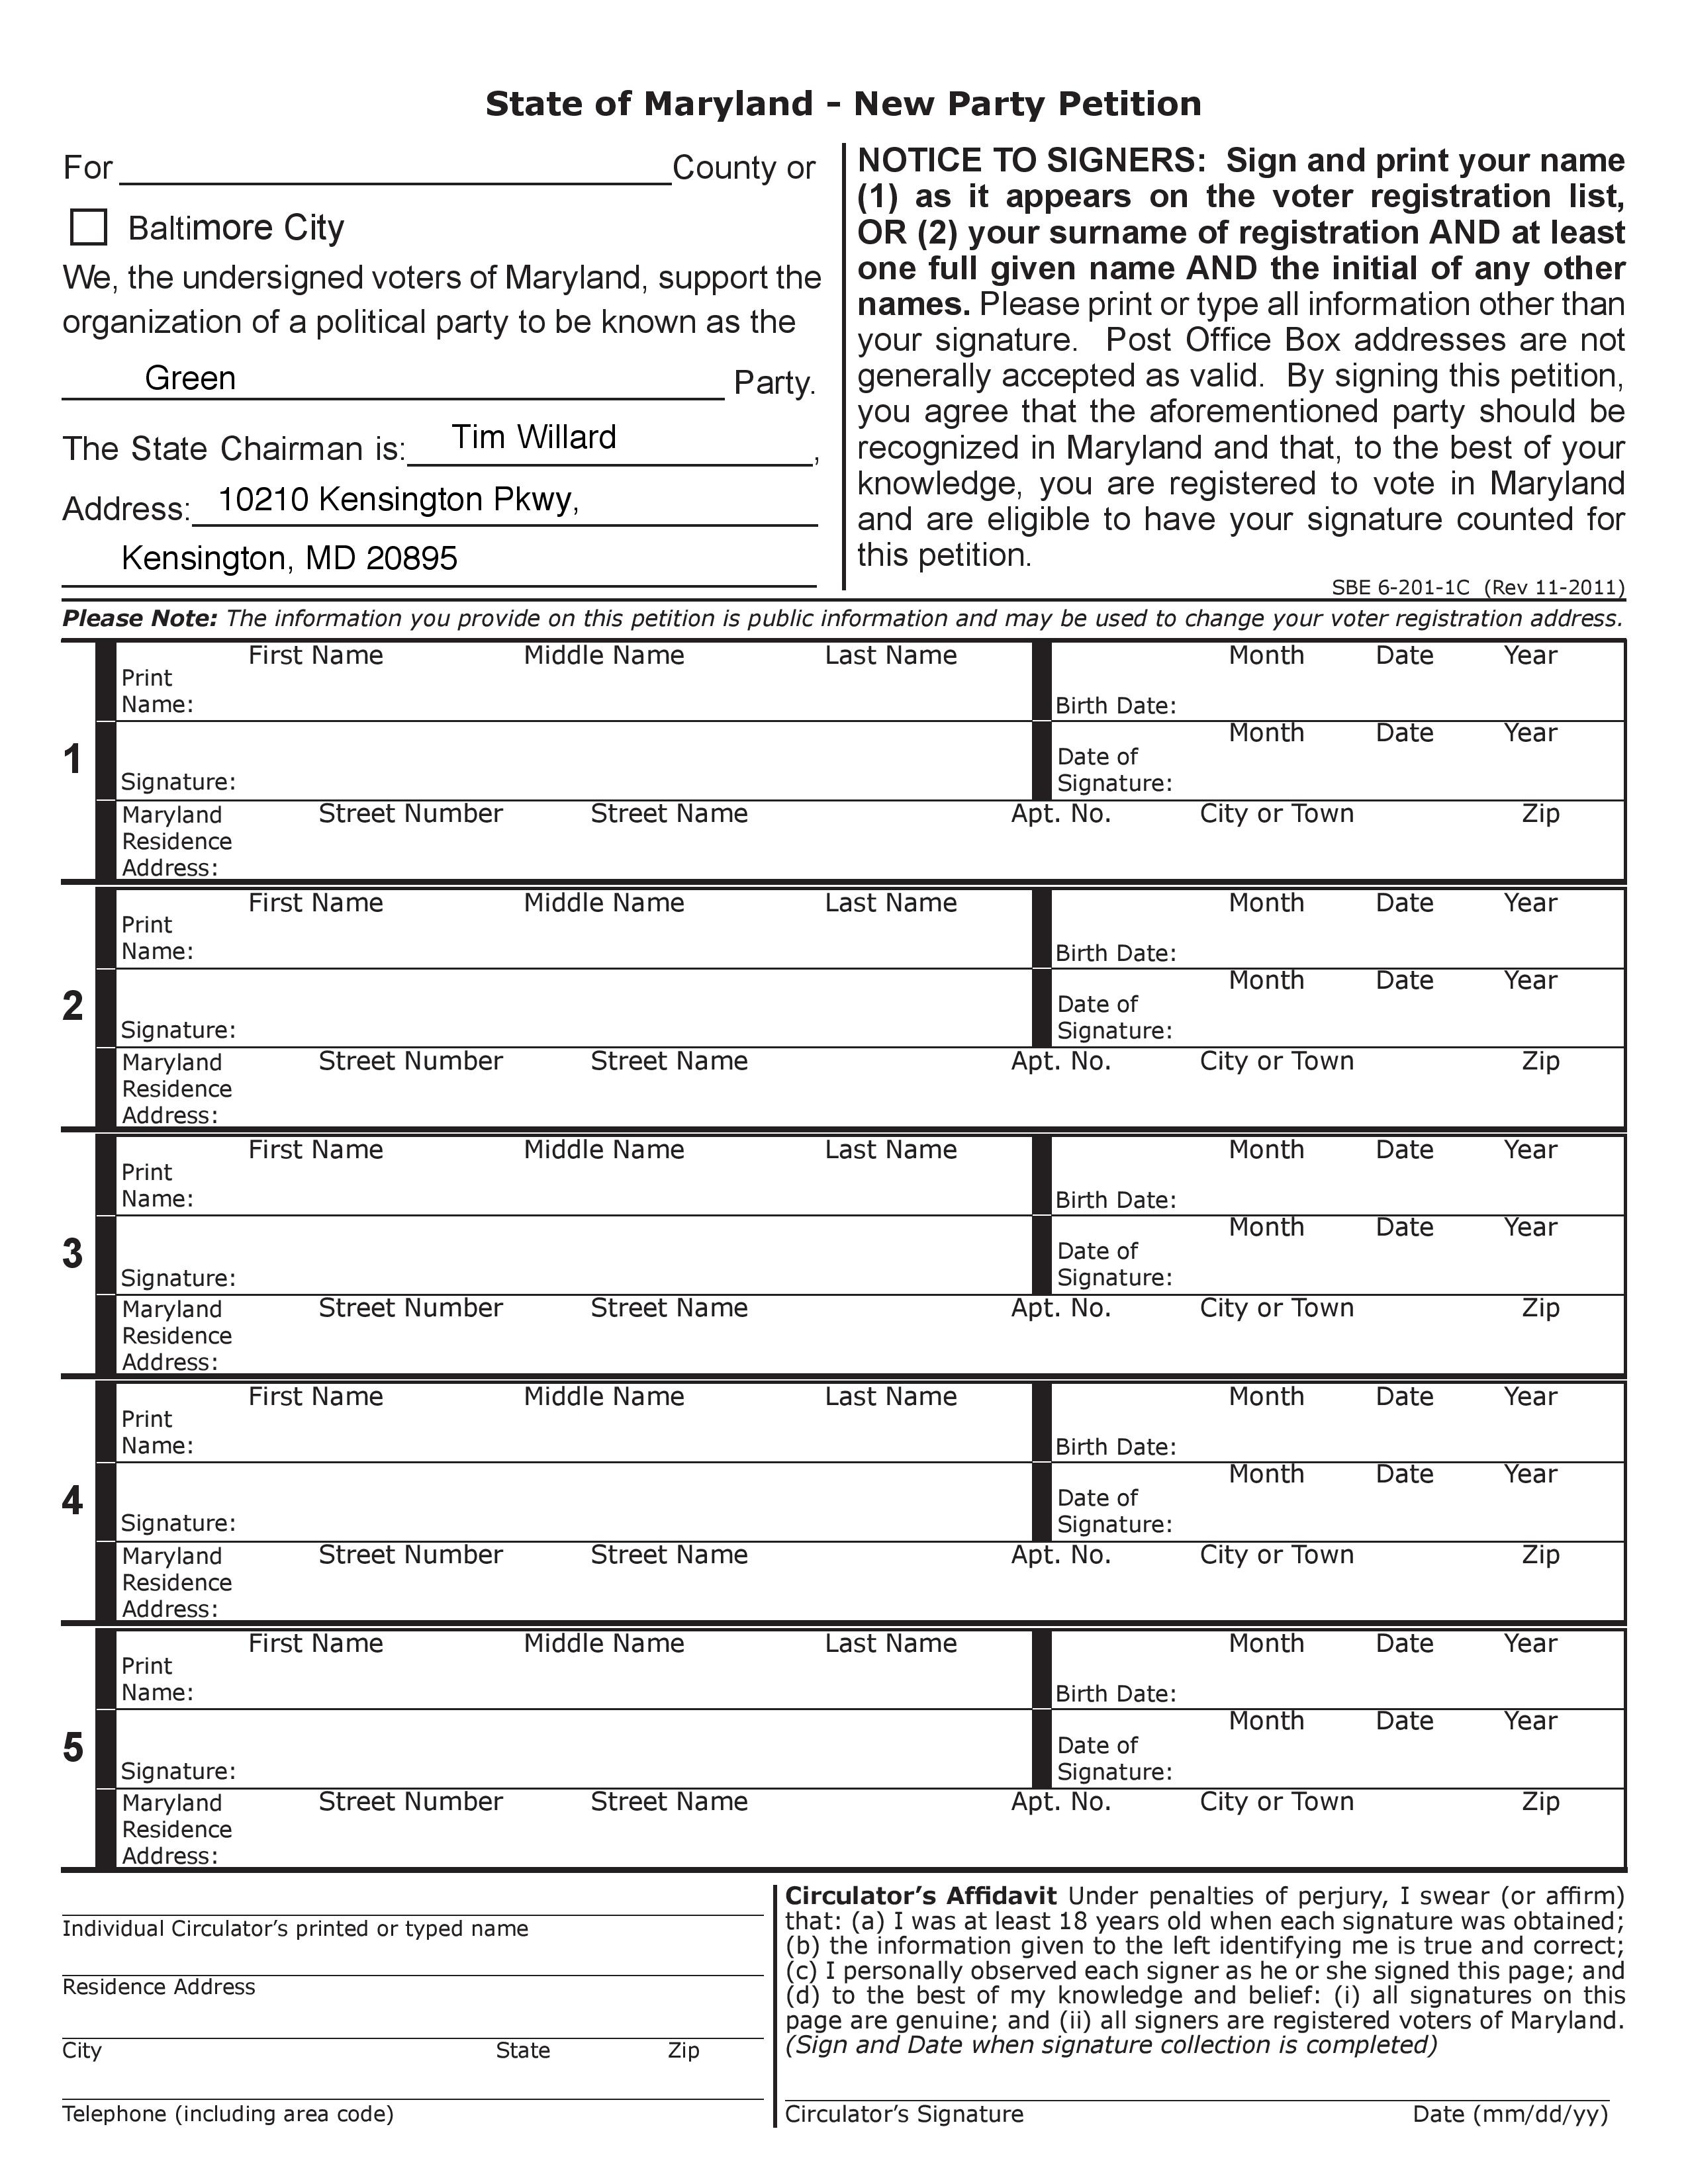 State of Maryland - New Party Petition
For County or
Baltimore City
We, the undersigned voters of Maryland, support the
organization of a political party to be known as the
Green Party.
The State Chairman is: Tim Willard,
Address: 10210 Kensington Pkwy,
Kensington, MD 20895
NOTICE TO SIGNERS: Sign and print your name
(1) as it appears on the voter registration list,
OR (2) your surname of registration AND at least
one full given name AND the initial of any other
names. Please print or type all information other than
your signature. Post Office Box addresses are not
generally accepted as valid. By signing this petition,
you agree that the aforementioned party should be
recognized in Maryland and that, to the best of your
knowledge, you are registered to vote in Maryland
and are eligible to have your signature counted for
this petition.
SBE 6-201-1C (Rev 11-2011)
Please Note: The information you provide on this petition is public information and may be used to change your voter registration address.
1
First Name Middle Name Last Name Month Date Year
Print
Name: Birth Date:
Month Date Year
Date of
Signature: Signature:
Maryland Street Number Street Name Apt. No. City or Town Zip
Residence
Address:
2
First Name Middle Name Last Name Month Date Year
Print
Name: Birth Date:
Month Date Year
Date of
Signature: Signature:
Maryland Street Number Street Name Apt. No. City or Town Zip
Residence
Address:
3
First Name Middle Name Last Name Month Date Year
Print
Name: Birth Date:
Month Date Year
Date of
Signature: Signature:
Maryland Street Number Street Name Apt. No. City or Town Zip
Residence
Address:
4
First Name Middle Name Last Name Month Date Year
Print
Name: Birth Date:
Month Date Year
Date of
Signature: Signature:
Maryland Street Number Street Name Apt. No. City or Town Zip
Residence
Address:
5
First Name Middle Name Last Name Month Date Year
Print
Name: Birth Date:
Month Date Year
Date of
Signature: Signature:
Maryland Street Number Street Name Apt. No. City or Town Zip
Residence
Address:
Individual Circulator's printed or typed name
Residence Address
City State Zip
Telephone (including area code)
Circulator's Affidavit Under penalties of perjury, I swear (or affirm)
that: (a) I was at least 18 years old when each signature was obtained;
(b) the information given to the left identifying me is true and correct;
(c) I personally observed each signer as he or she signed this page; and
(d) to the best of my knowledge and belief: (i) all signatures on this
page are genuine; and (ii) all signers are registered voters of Maryland.
(Sign and Date when signature collection is completed)
Circulator's Signature Date (mm/dd/yy)